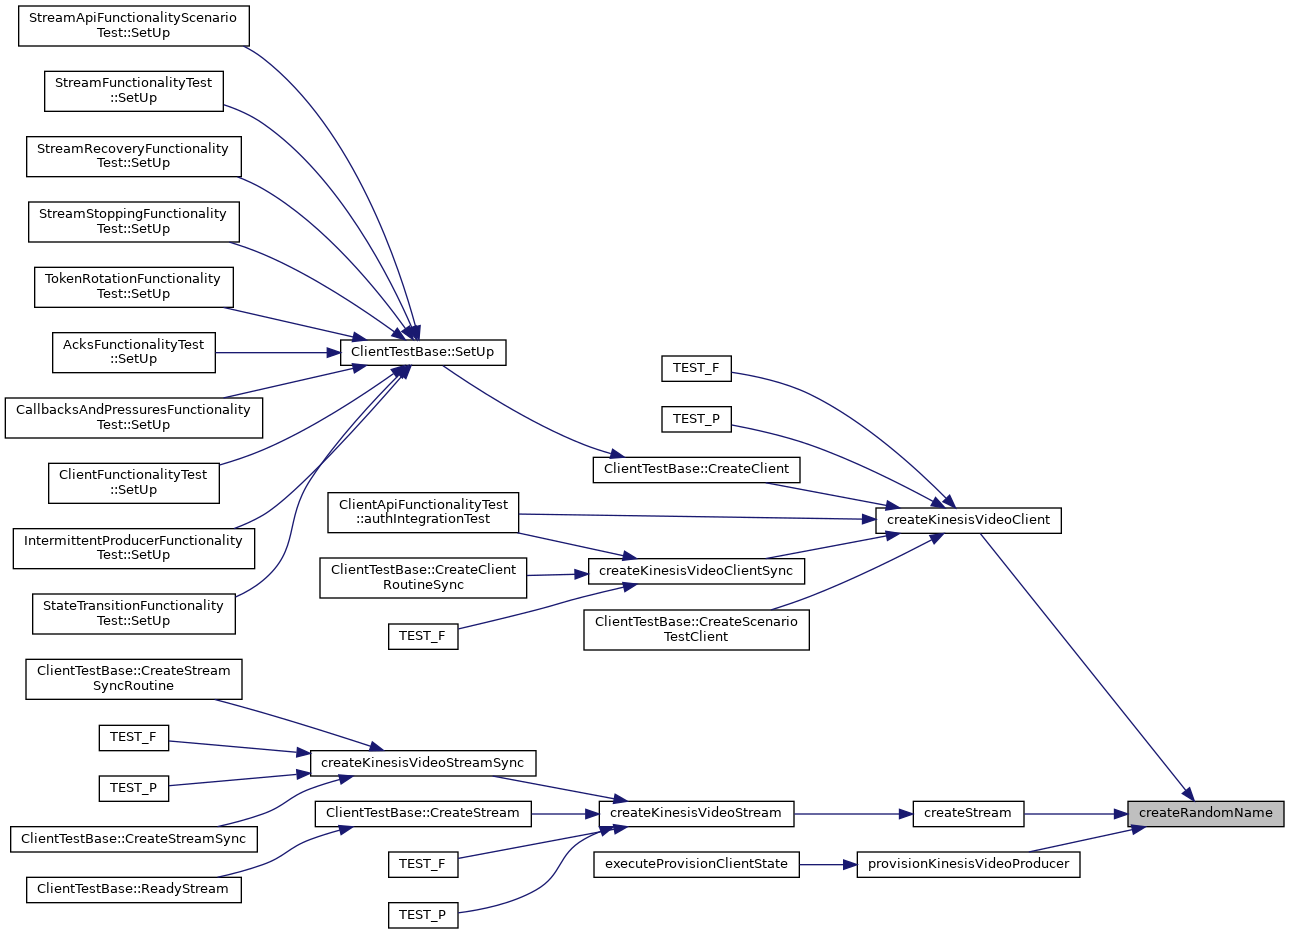 StreamApiFunctionalityScenario
Test::SetUp
StreamFunctionalityTest
::SetUp
StreamRecoveryFunctionality
Test::SetUp
StreamStoppingFunctionality
Test::SetUp
TokenRotationFunctionality
Test::SetUp
AcksFunctionalityTest
::SetUp
CallbacksAndPressuresFunctionality
Test::SetUp
ClientFunctionalityTest
::SetUp
IntermittentProducerFunctionality
Test::SetUp
StateTransitionFunctionality
Test::SetUp
ClientTestBase::SetUp
TEST_F
TEST_P
ClientTestBase::CreateClient
ClientApiFunctionalityTest
::authIntegrationTest
createKinesisVideoClientSync
ClientTestBase::CreateClient
RoutineSync
TEST_F
ClientTestBase::CreateScenario
TestClient
createKinesisVideoClient
ClientTestBase::CreateStream
SyncRoutine
TEST_F
TEST_P
ClientTestBase::CreateStreamSync
ClientTestBase::ReadyStream
createKinesisVideoStreamSync
ClientTestBase::CreateStream
TEST_F
TEST_P
createKinesisVideoStream
executeProvisionClientState
createStream
provisionKinesisVideoProducer
createRandomName